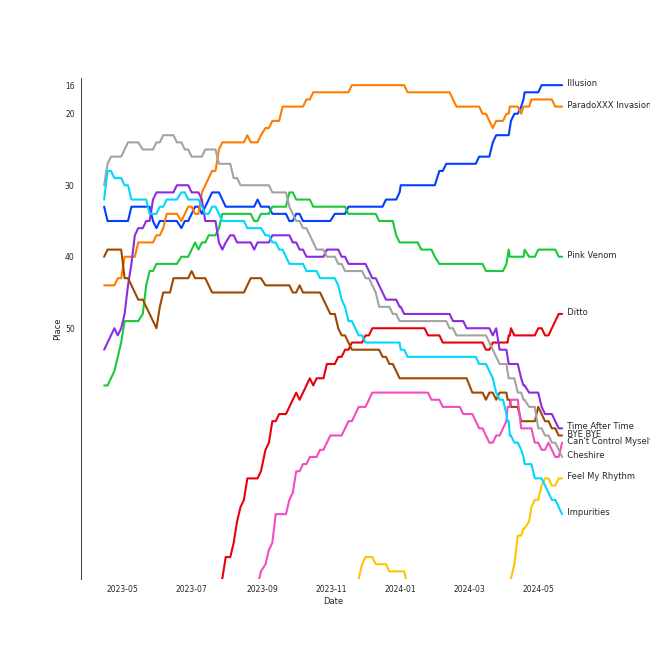 16
20
30
40
50
Place
Illusion
ParadoXXX Invasion
Pink Venom
Ditto
Time After Time
BYE BYE
Can't Control Myself
Cheshire
Feel My Rhythm
Impurities
2023-05
2023-07
2023-09
2023-11
2024-01
2024-03
2024-05
Date